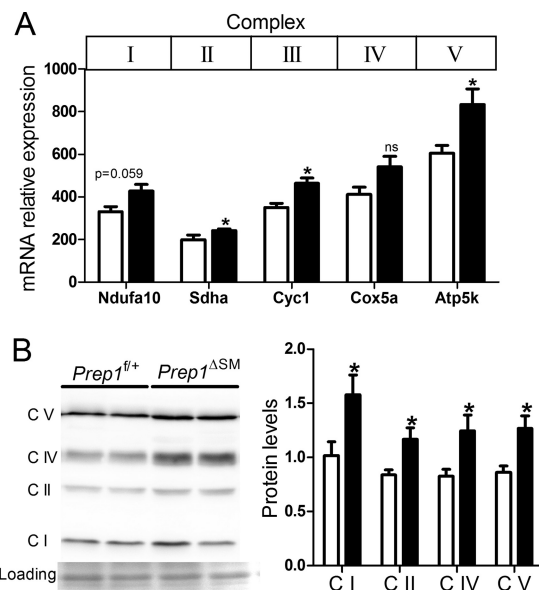 A
Complex
I II III IV V
mRNA relative expression
1000
800
600
400
200
0
p=0.059
*
*
ns
*
Ndufa10 Sdha Cyc1 Cox5a Atp5k
B
Prep1f/+ Prep1ΔSM
C V
C IV
C II
C I
Loading
Protein levels
2.0
1.5
1.0
0.5
0.0
* * * *
C I C II C IV C V